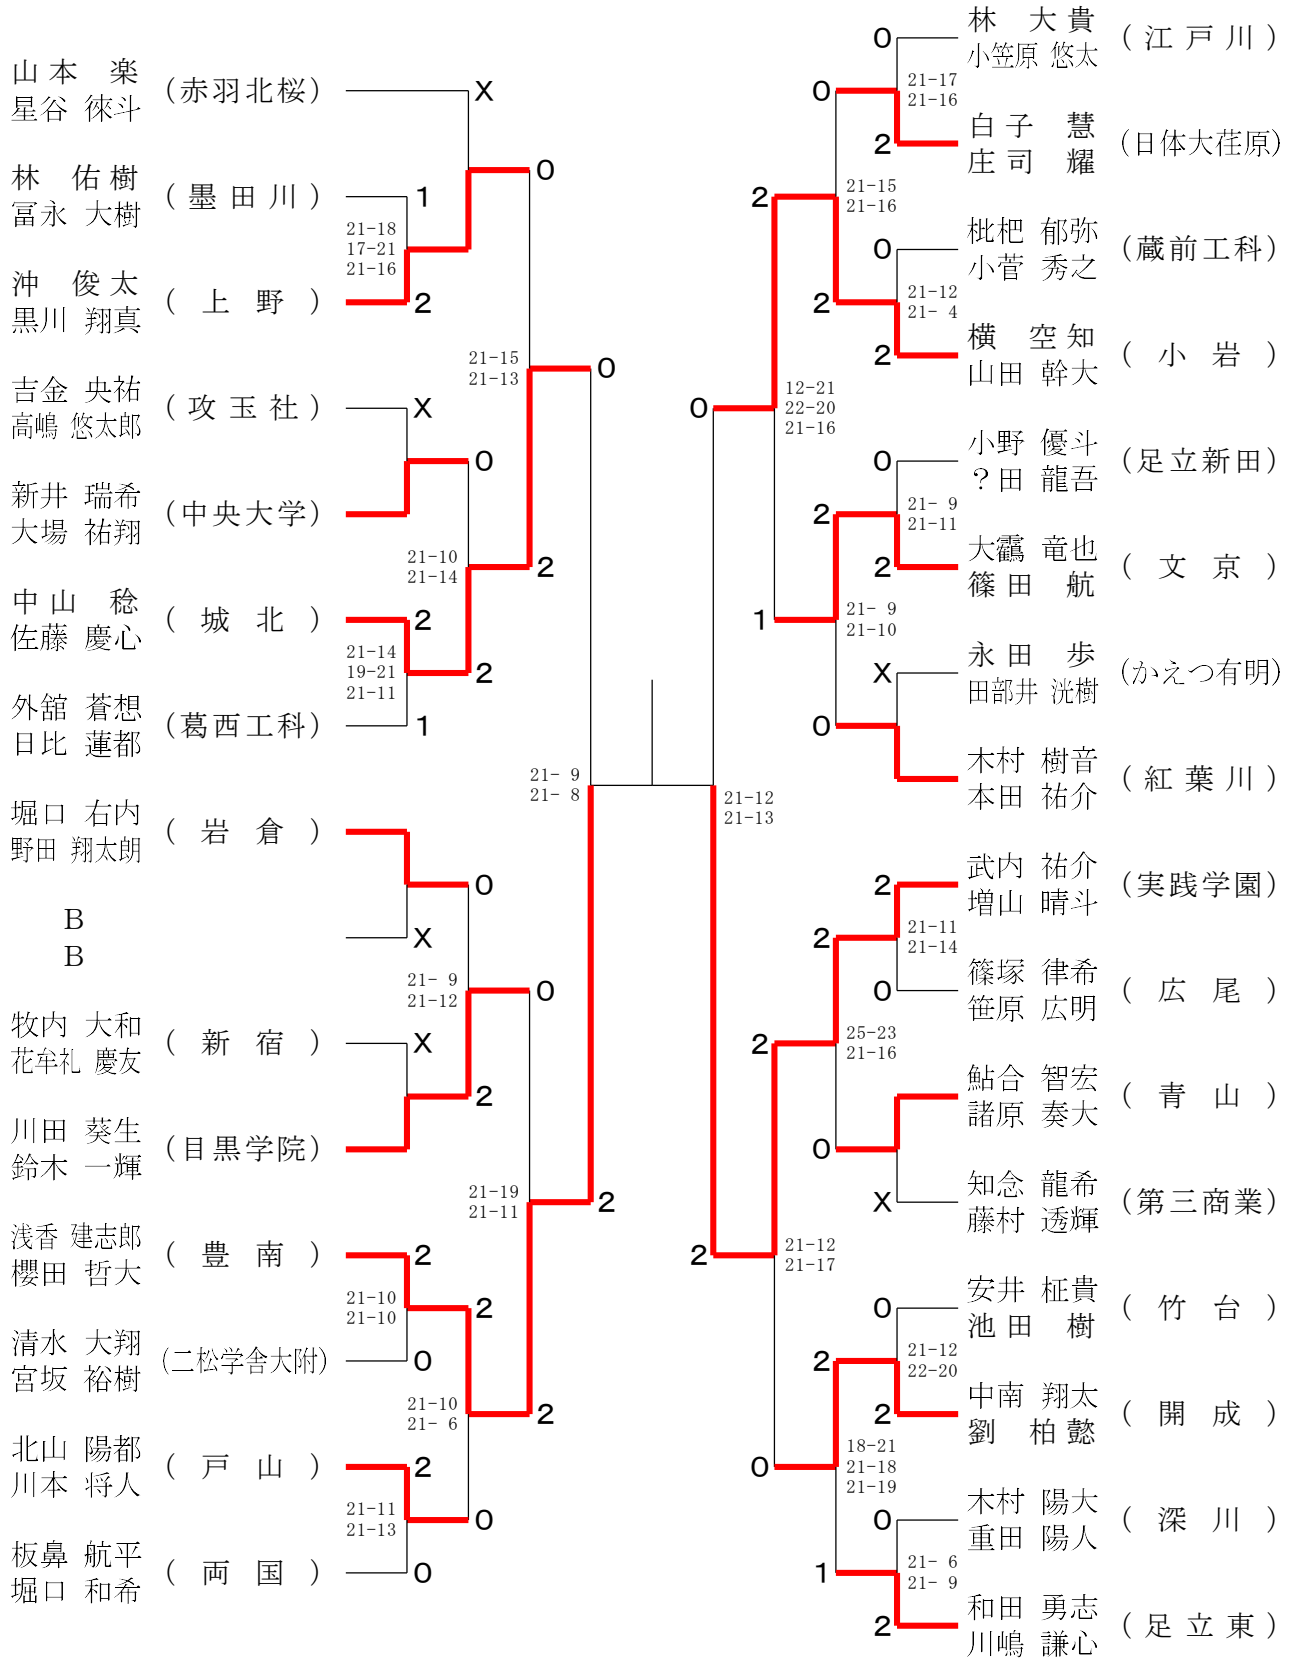 山本 楽
星谷 徠斗
(赤羽北桜)
X
林 佑樹
冨永 大樹
(墨田川)
1
21-18
17-21
21-16
0
沖 俊太
黒川 翔真
(上野)
2
吉金 央祐
高嶋 悠太郎
(攻玉社)
X
21-15
21-13
0
新井 瑞希
大場 祐翔
(中央大学)
0
21-10
21-14
2
中山 稔
佐藤 慶心
(城北)
2
21-14
19-21
21-11
2
外舘 蒼想
日比 蓮都
(葛西工科)
1
21- 9
21- 8
堀口 右内
野田 翔太朗
(岩倉)
0
B
B
X
21- 9
21-12
0
牧内 大和
花牟礼 慶友
(新宿)
X
2
川田 葵生
鈴木 一輝
(目黒学院)
21-19
21-11
2
浅香 建志郎
櫻田 哲大
(豊南)
2
21-10
21-10
2
清水 大翔
宮坂 裕樹
(二松学舎大附)
0
21-10
21- 6
2
北山 陽都
川本 将人
(戸山)
2
21-11
21-13
0
板鼻 航平
堀口 和希
(両国)
0
林 大貴
小笠原 悠太
(江戸川)
0
21-17
21-16
0
白子 慧
庄司 耀
(日体大荏原)
2
21-15
21-16
2
枇杷 郁弥
小菅 秀之
(蔵前工科)
0
21-12
21- 4
2
横 空知
山田 幹大
(小岩)
2
12-21
22-20
21-16
0
小野 優斗
?田 龍吾
(足立新田)
0
21- 9
21-11
2
大靍 竜也
篠田 航
(文京)
2
21- 9
21-10
1
永田 歩
田部井 洸樹
(かえつ有明)
X
0
木村 樹音
本田 祐介
(紅葉川)
21-12
21-13
武内 祐介
増山 晴斗
(実践学園)
2
21-11
21-14
2
篠塚 律希
笹原 広明
(広尾)
0
25-23
21-16
2
鮎合 智宏
諸原 奏大
(青山)
0
知念 龍希
藤村 透輝
(第三商業)
X
21-12
21-17
2
安井 柾貴
池田 樹
(竹台)
0
21-12
22-20
2
中南 翔太
劉 柏懿
(開成)
2
18-21
21-18
21-19
0
木村 陽大
重田 陽人
(深川)
0
21- 6
21- 9
1
和田 勇志
川嶋 謙心
(足立東)
2